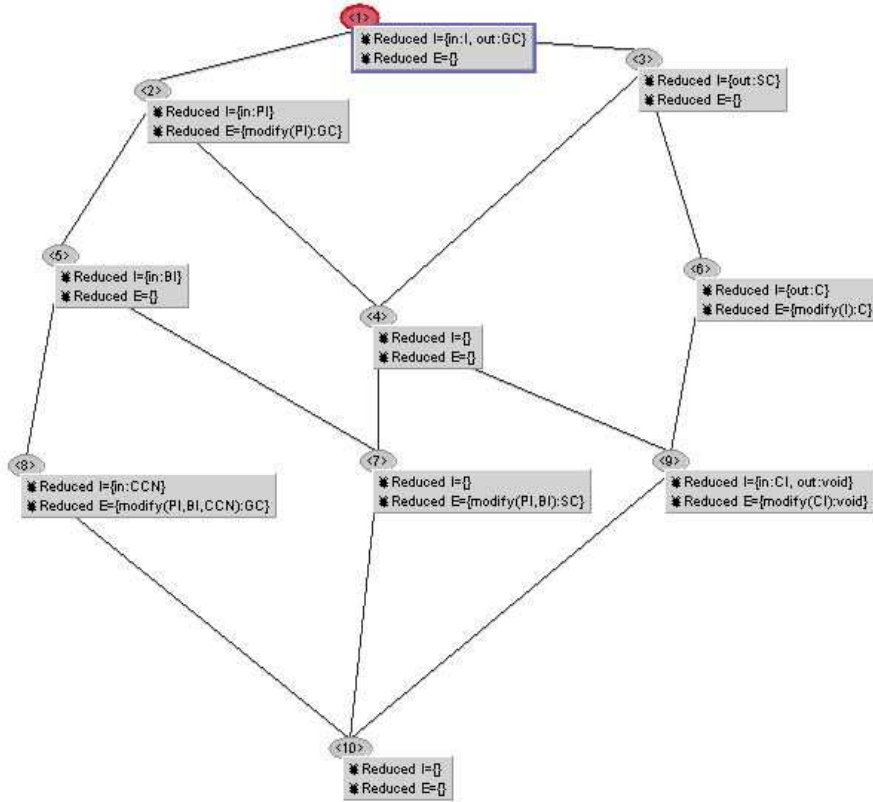 <1>
Reduced I={in:I, out:GC}
Reduced E={}
<3>
Reduced I={out:SC}
Reduced E={}
<2>
Reduced I={in:PI}
Reduced E={modify(PI):GC}
<5>
Reduced I={in:BI}
Reduced E={}
<6>
Reduced I={out:C}
Reduced E={modify(I):C}
<4>
Reduced I={}
Reduced E={}
<8>
Reduced I={in:CCN}
Reduced E={modify(PI,BI,CCN):GC}
<7>
Reduced I={}
Reduced E={modify(PI,BI):SC}
<9>
Reduced I={in:CI, out:void}
Reduced E={modify(CI):void}
<10>
Reduced I={}
Reduced E={}